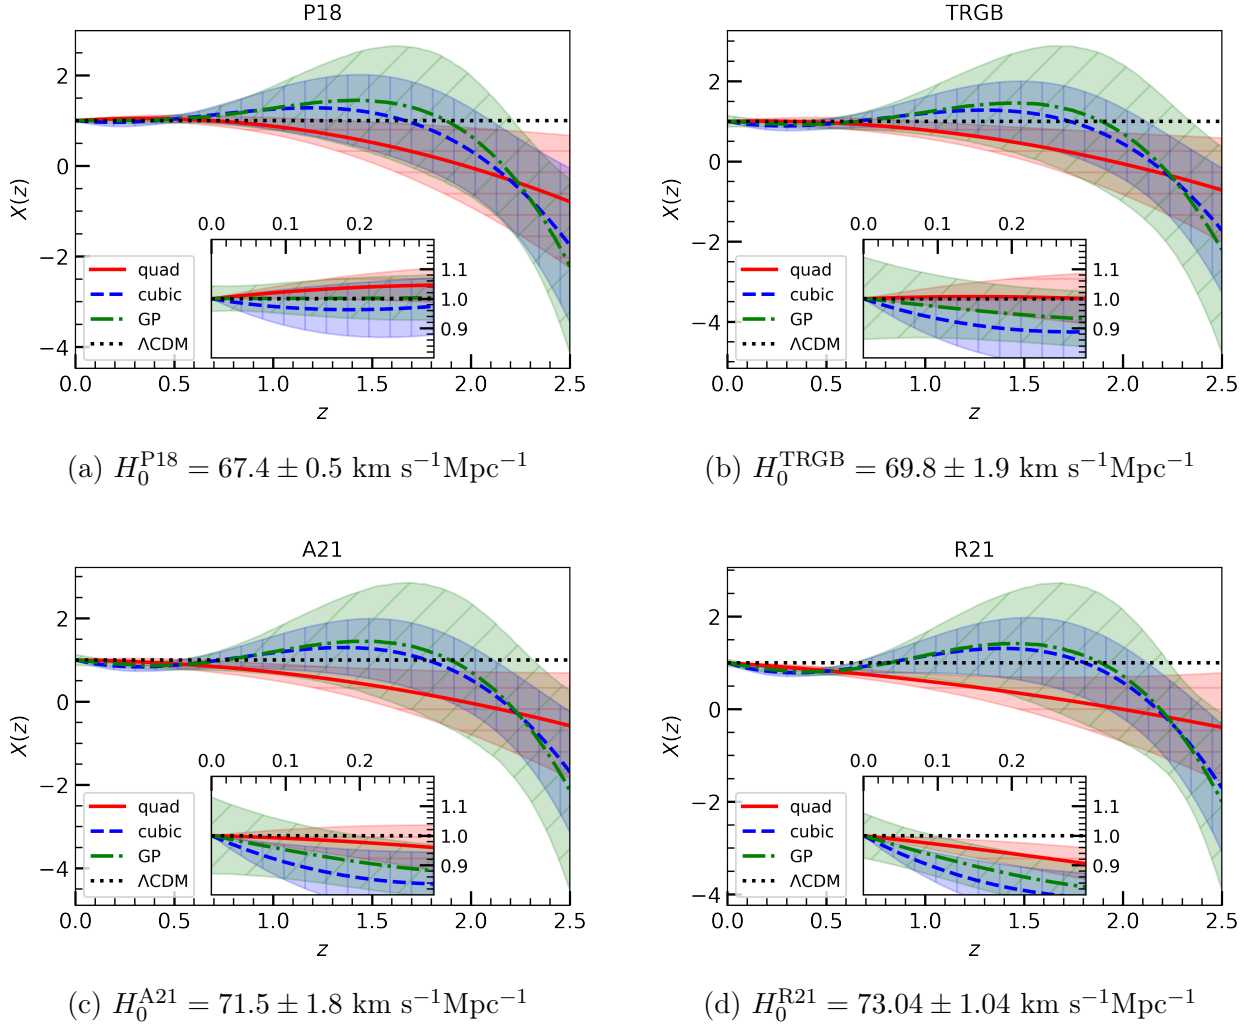 P18
2
0
−2
−4
X(z)
0.0 0.1 0.2
1.1
1.0
0.9
quad
cubic
GP
ΛCDM
0.0 0.5 1.0 1.5 2.0 2.5
z
(a) H₀^P18 = 67.4 ± 0.5 km s⁻¹Mpc⁻¹
TRGB
2
0
−2
−4
X(z)
0.0 0.1 0.2
1.1
1.0
0.9
quad
cubic
GP
ΛCDM
0.0 0.5 1.0 1.5 2.0 2.5
z
(b) H₀^TRGB = 69.8 ± 1.9 km s⁻¹Mpc⁻¹
A21
2
0
−2
−4
X(z)
0.0 0.1 0.2
1.1
1.0
0.9
quad
cubic
GP
ΛCDM
0.0 0.5 1.0 1.5 2.0 2.5
z
(c) H₀^A21 = 71.5 ± 1.8 km s⁻¹Mpc⁻¹
R21
2
0
−2
−4
X(z)
0.0 0.1 0.2
1.1
1.0
0.9
quad
cubic
GP
ΛCDM
0.0 0.5 1.0 1.5 2.0 2.5
z
(d) H₀^R21 = 73.04 ± 1.04 km s⁻¹Mpc⁻¹